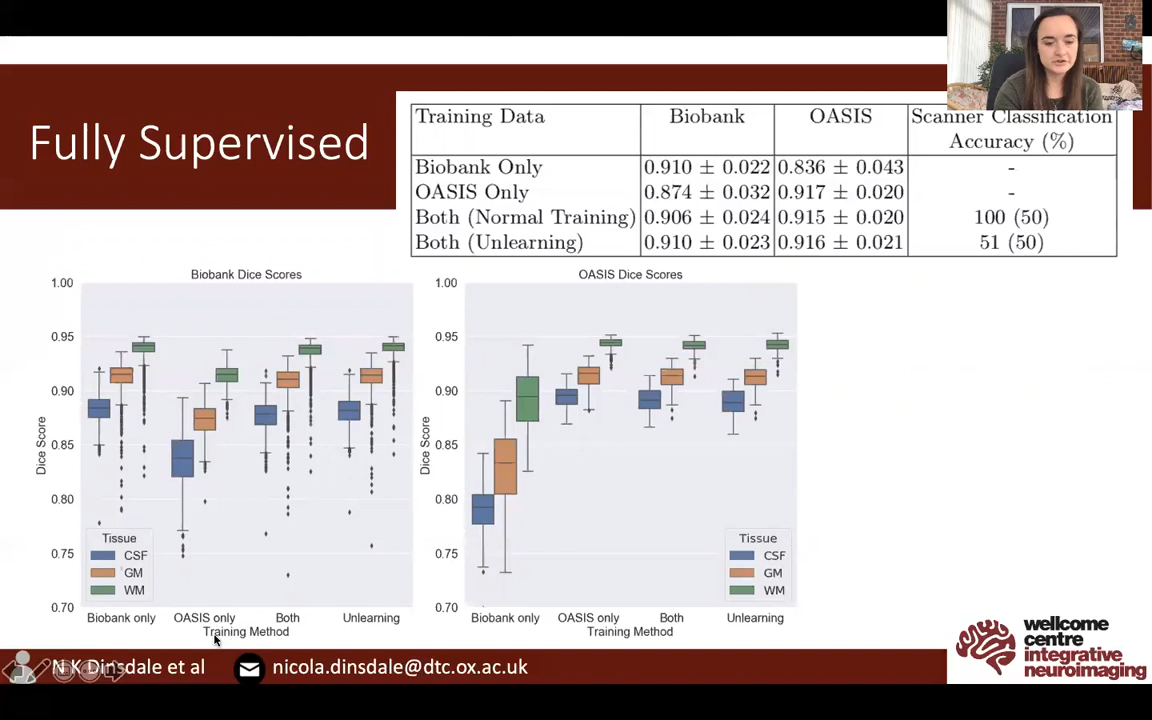 Fully Supervised
Training Data Biobank OASIS Scanner Classification
Accuracy (%)
Biobank Only 0.910 ± 0.022 0.836 ± 0.043 -
OASIS Only 0.874 ± 0.032 0.917 ± 0.020 -
Both (Normal Training) 0.906 ± 0.024 0.915 ± 0.020 100 (50)
Both (Unlearning) 0.910 ± 0.023 0.916 ± 0.021 51 (50)
Biobank Dice Scores
1.00
0.95
0.90
0.85
0.80
0.75
0.70
Dice Score
Tissue
CSF
GM
WM
Biobank only OASIS only Both Unlearning
Training Method
OASIS Dice Scores
1.00
0.95
0.90
0.85
0.80
0.75
0.70
Dice Score
Tissue
CSF
GM
WM
Biobank only OASIS only Both Unlearning
Training Method
N K Dinsdale et al
nicola.dinsdale@dtc.ox.ac.uk
wellcome
centre
integrative
neuroimaging